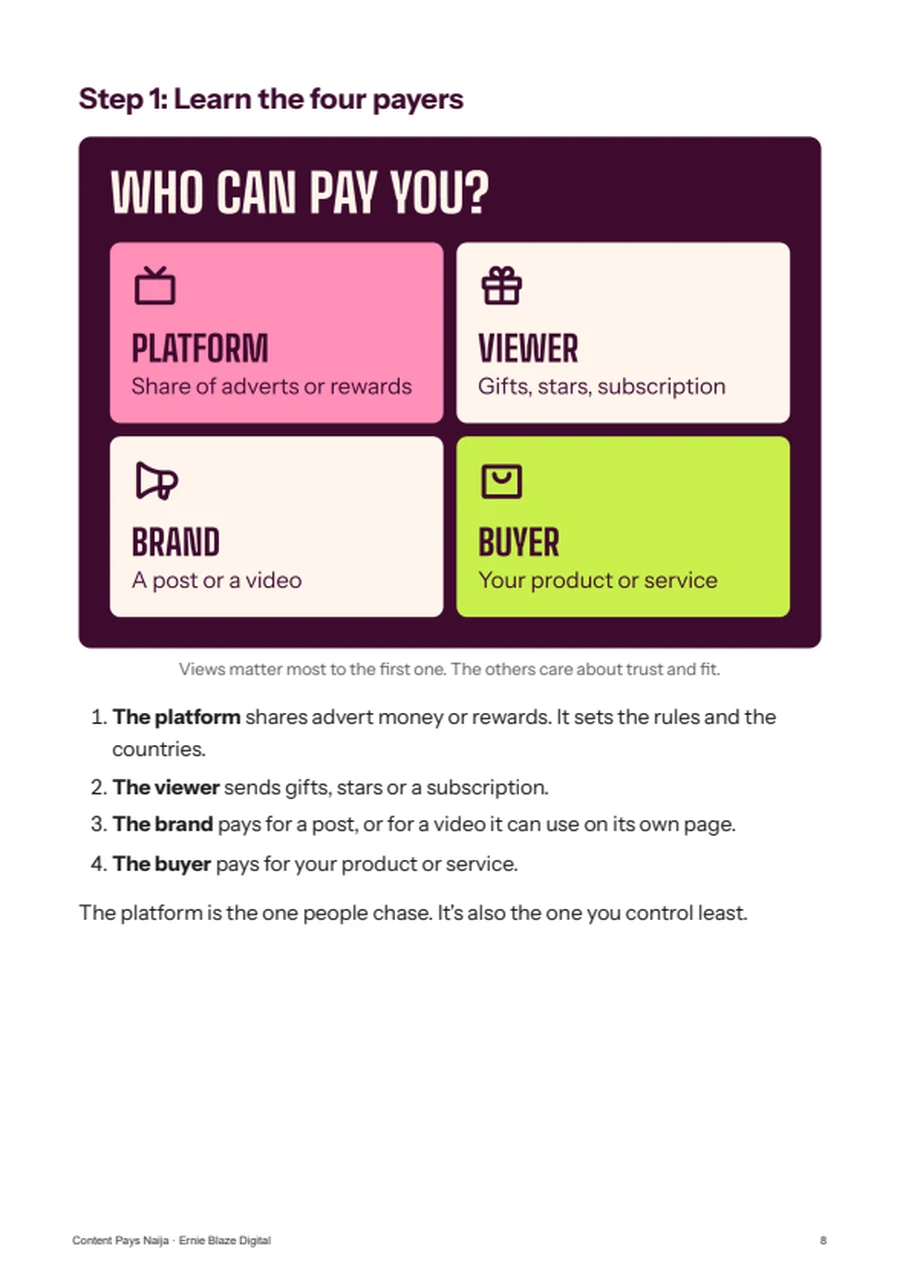 Step 1: Learn the four payers
WHO CAN PAY YOU?
PLATFORM
Share of adverts or rewards
VIEWER
Gifts, stars, subscription
BRAND
A post or a video
BUYER
Your product or service
Views matter most to the first one. The others care about trust and fit.
1. The platform shares advert money or rewards. It sets the rules and the
countries.
2. The viewer sends gifts, stars or a subscription.
3. The brand pays for a post, or for a video it can use on its own page.
4. The buyer pays for your product or service.
The platform is the one people chase. It's also the one you control least.
Content Pays Naija · Ernie Blaze Digital
8